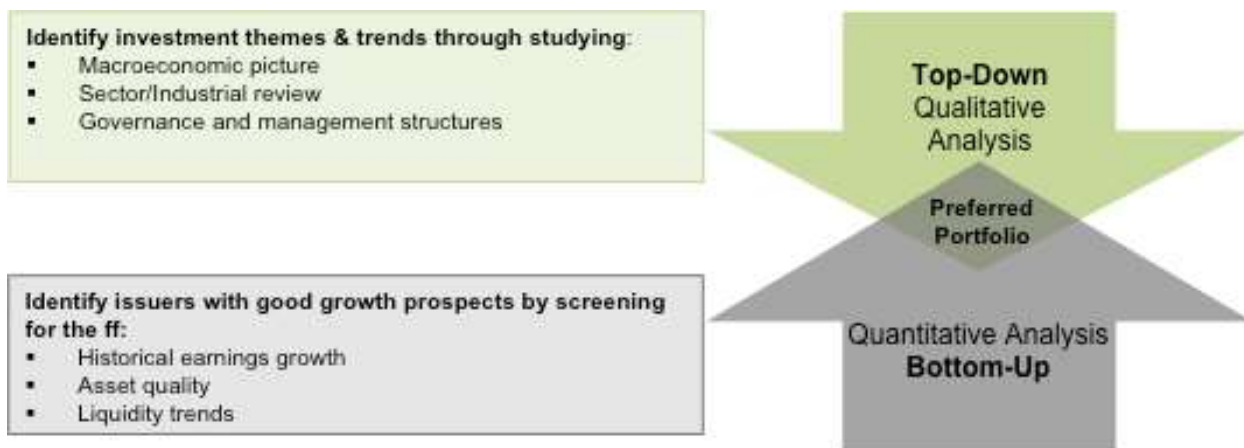 Identify investment themes & trends through studying:
▪ Macroeconomic picture
▪ Sector/Industrial review
▪ Governance and management structures
Top-Down
Qualitative
Analysis
Preferred
Portfolio
Identify issuers with good growth prospects by screening
for the ff:
▪ Historical earnings growth
▪ Asset quality
▪ Liquidity trends
Quantitative Analysis
Bottom-Up